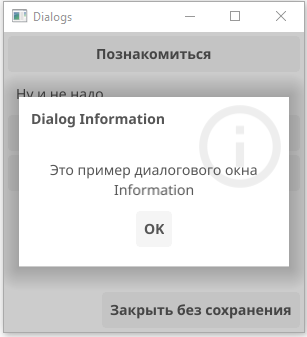 Dialogs
Познакомиться
Ну и не надо
Dialog Information
Это пример диалогового окна
Information
OK
Закрыть без сохранения